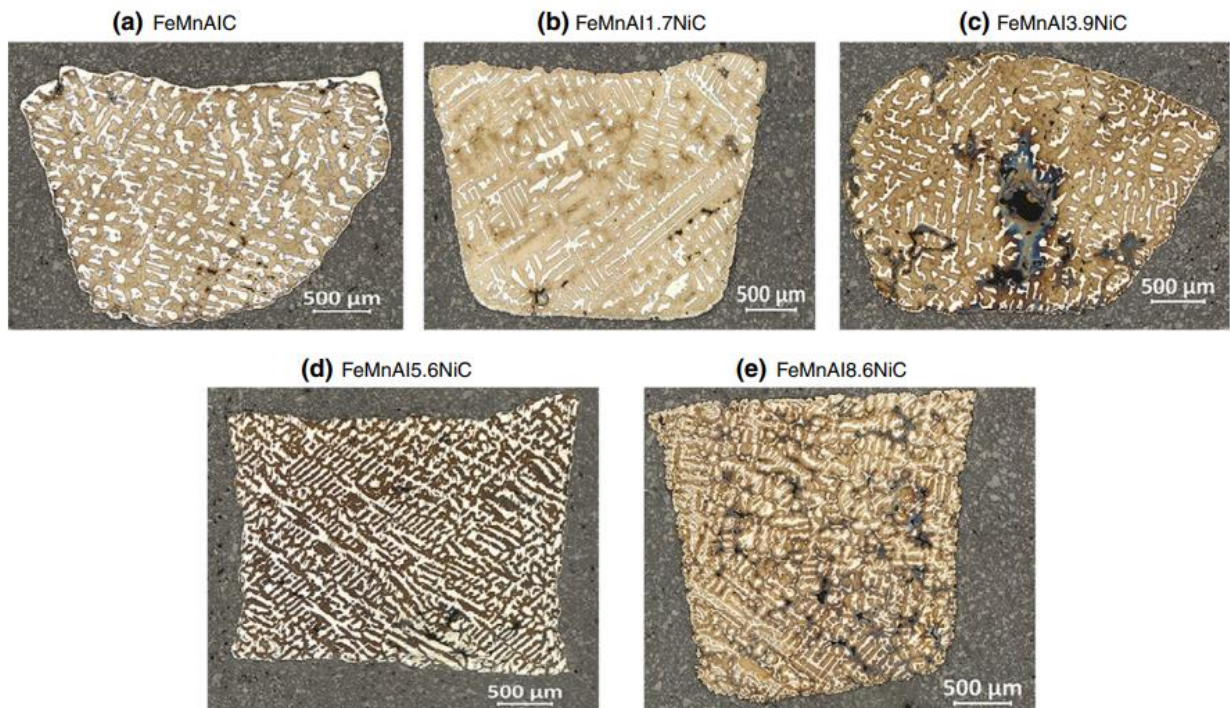 (a) FeMnAlC
(b) FeMnAl1.7NiC
(c) FeMnAl3.9NiC
500 µm
500 µm
500 µm
(d) FeMnAl5.6NiC
(e) FeMnAl8.6NiC
500 µm
500 µm